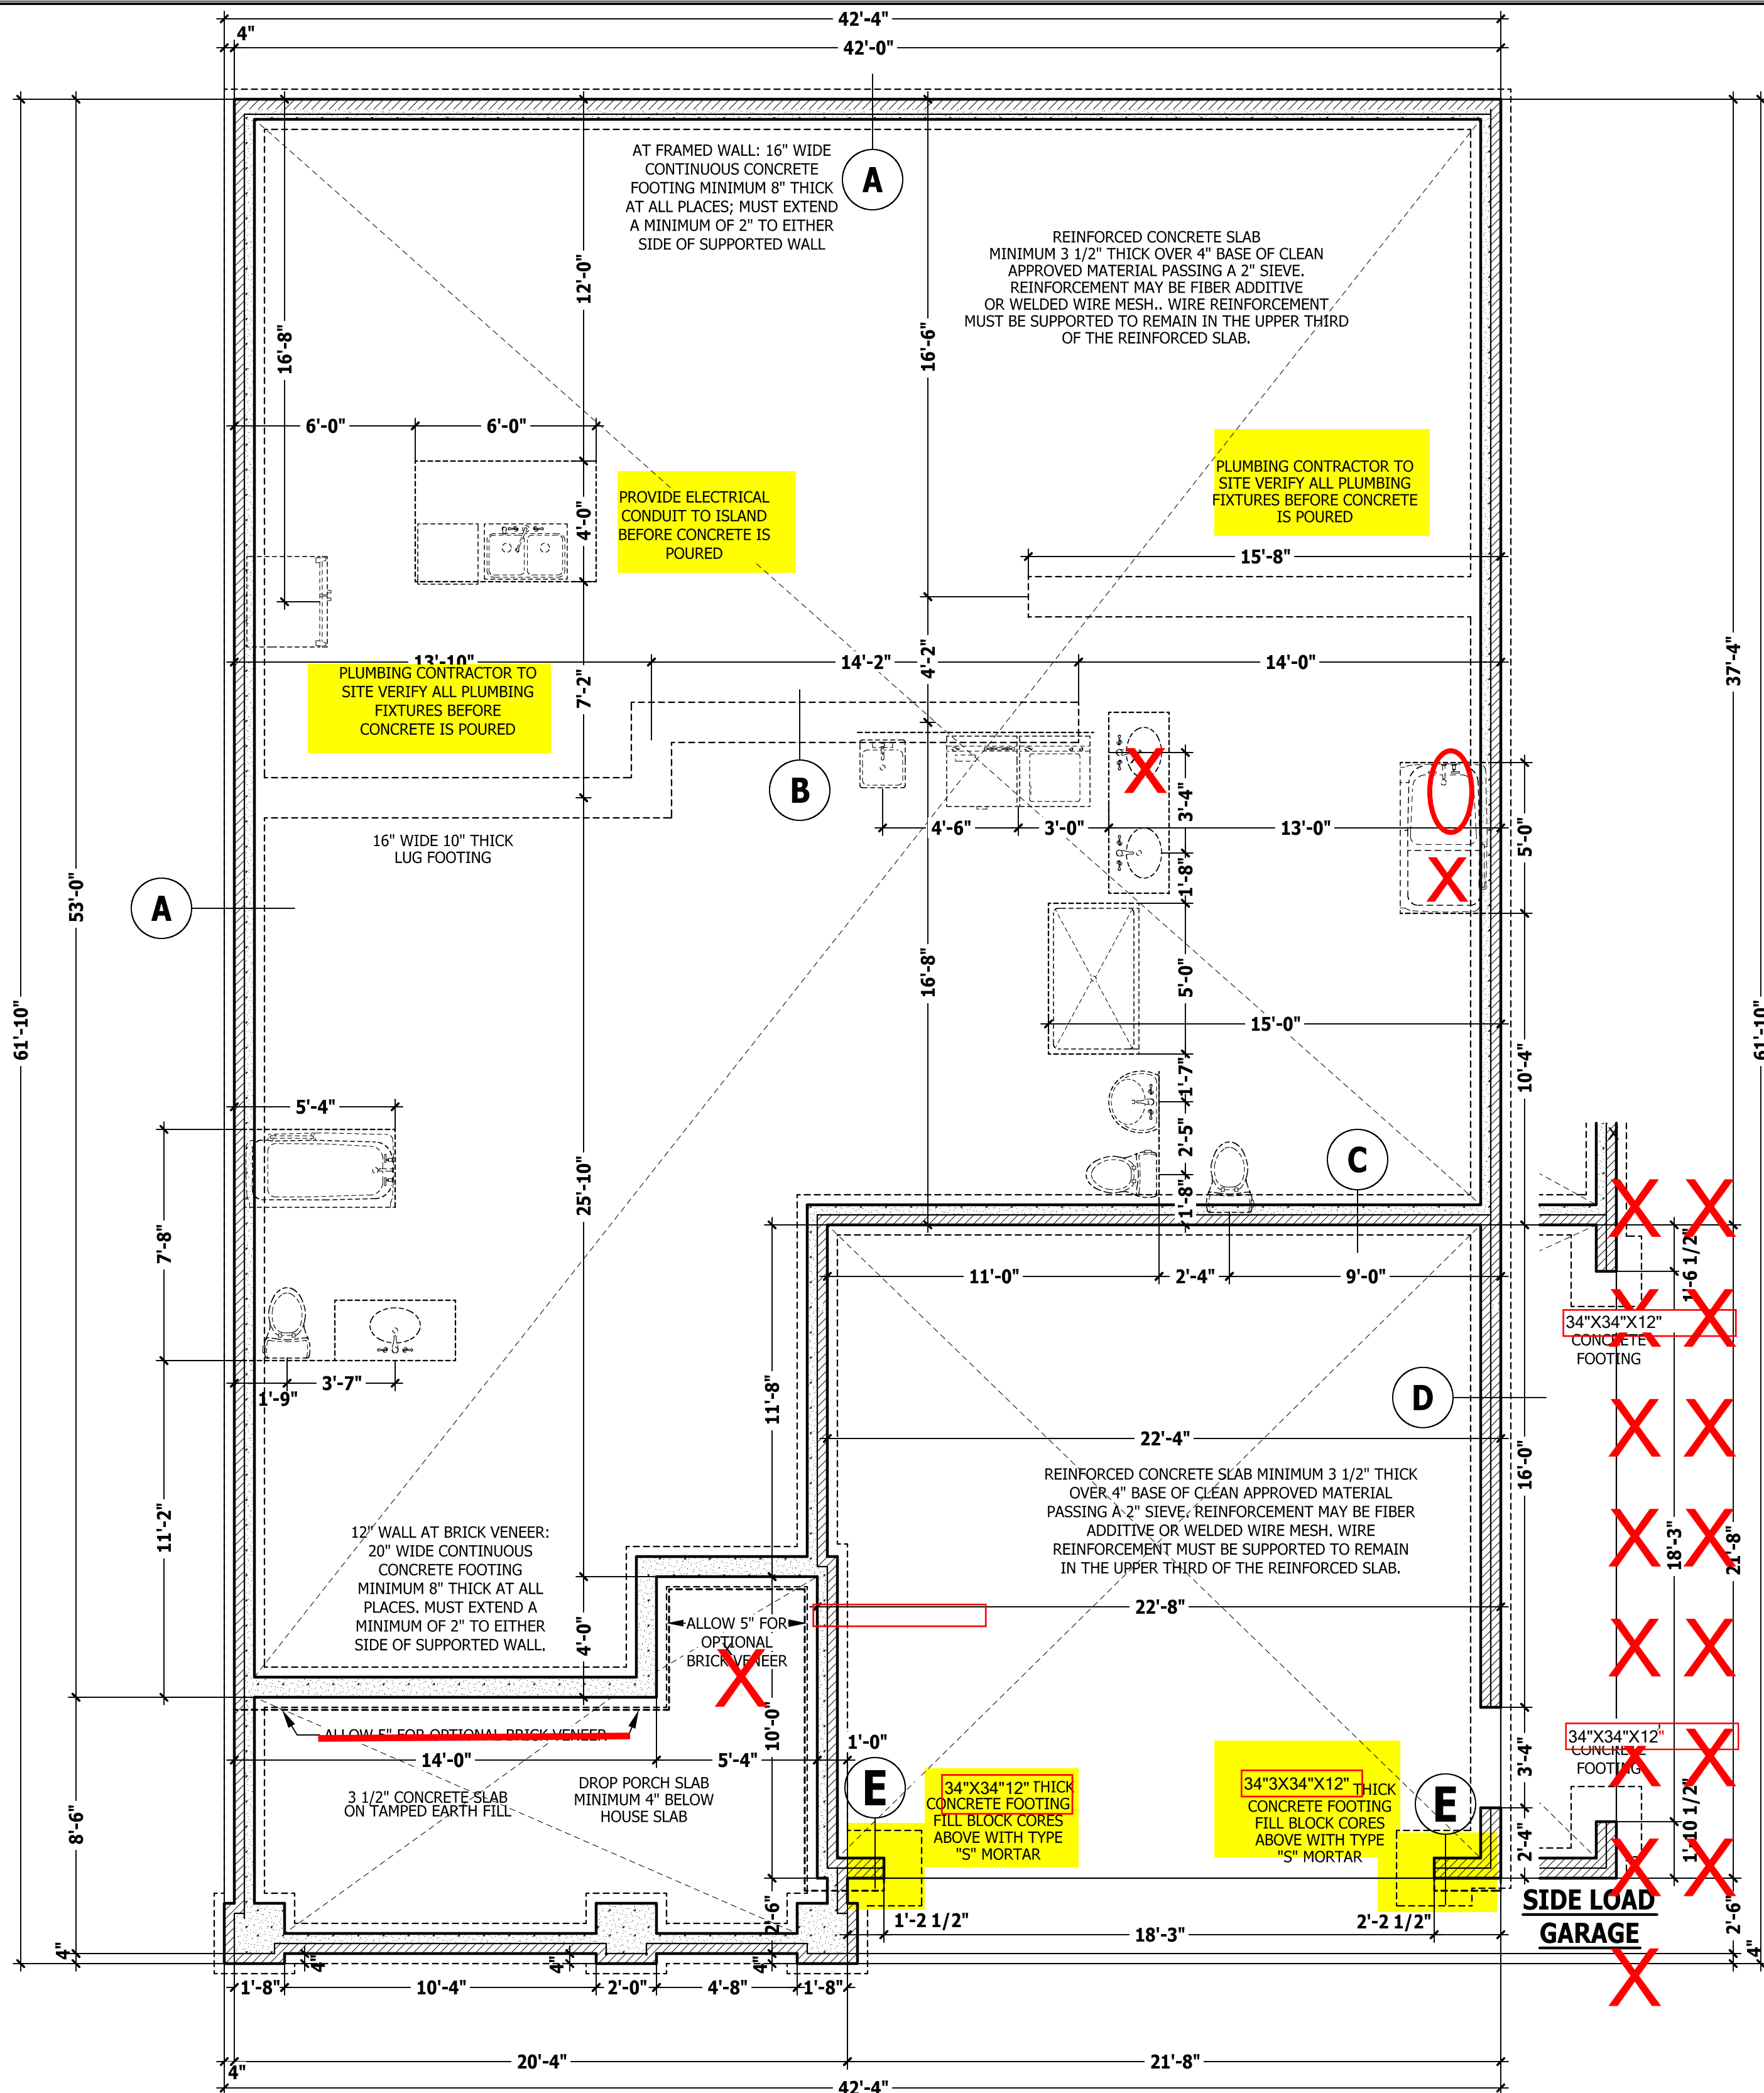 42'-4"
4"
42'-0"
AT FRAMED WALL: 16" WIDE
CONTINUOUS CONCRETE
FOOTING MINIMUM 8" THICK
AT ALL PLACES; MUST EXTEND
A MINIMUM OF 2" TO EITHER
SIDE OF SUPPORTED WALL
A
REINFORCED CONCRETE SLAB
MINIMUM 3 1/2" THICK OVER 4" BASE OF CLEAN
APPROVED MATERIAL PASSING A 2" SIEVE.
REINFORCEMENT MAY BE FIBER ADDITIVE
OR WELDED WIRE MESH.. WIRE REINFORCEMENT
MUST BE SUPPORTED TO REMAIN IN THE UPPER THIRD
OF THE REINFORCED SLAB.
12'-0"
16'-8"
16'-6"
6'-0"
6'-0"
4'-0"
PROVIDE ELECTRICAL
CONDUIT TO ISLAND
BEFORE CONCRETE IS
POURED
PLUMBING CONTRACTOR TO
SITE VERIFY ALL PLUMBING
FIXTURES BEFORE CONCRETE
IS POURED
15'-8"
13'-10"
14'-2"
4'-2"
14'-0"
37'-4"
PLUMBING CONTRACTOR TO
SITE VERIFY ALL PLUMBING
FIXTURES BEFORE
CONCRETE IS POURED
7'-2"
B
X
3'-4"
4'-6"
3'-0"
13'-0"
5'-0"
16" WIDE 10" THICK
LUG FOOTING
X
1'-8"
53'-0"
A
16'-8"
5'-0"
15'-0"
61'-10"
61'-10"
10'-4"
1'-7"
5'-4"
2'-5"
C
25'-10"
1'-8"
7'-8"
X X
1'-6 1/2"
11'-0"
2'-4"
9'-0"
X X
34"X34"X12"
CONCRETE
FOOTING
1'-9"
3'-7"
11'-8"
D
X X
22'-4"
16'-0"
REINFORCED CONCRETE SLAB MINIMUM 3 1/2" THICK
OVER 4" BASE OF CLEAN APPROVED MATERIAL
PASSING A 2" SIEVE. REINFORCEMENT MAY BE FIBER
ADDITIVE OR WELDED WIRE MESH. WIRE
REINFORCEMENT MUST BE SUPPORTED TO REMAIN
IN THE UPPER THIRD OF THE REINFORCED SLAB.
11'-2"
12" WALL AT BRICK VENEER:
20" WIDE CONTINUOUS
CONCRETE FOOTING
MINIMUM 8" THICK AT ALL
PLACES. MUST EXTEND A
MINIMUM OF 2" TO EITHER
SIDE OF SUPPORTED WALL.
X X
18'-3"
21'-8"
22'-8"
4'-0"
ALLOW 5" FOR
OPTIONAL
BRICK VENEER
X
X X
ALLOW 5" FOR OPTIONAL BRICK VENEER
10'-0"
1'-0"
14'-0"
5'-4"
34"X34"X12"
CONCRETE
FOOTING
X X
3'-4"
3 1/2" CONCRETE SLAB
ON TAMPED EARTH FILL
DROP PORCH SLAB
MINIMUM 4" BELOW
HOUSE SLAB
E
34"X34"12" THICK
CONCRETE FOOTING
FILL BLOCK CORES
ABOVE WITH TYPE
"S" MORTAR
34"3X34"X12" THICK
CONCRETE FOOTING
FILL BLOCK CORES
ABOVE WITH TYPE
"S" MORTAR
E
8'-6"
2'-4"
1'-10 1/2"
X X
SIDE LOAD
GARAGE
2'-6"
2'-6"
1'-2 1/2"
18'-3"
2'-2 1/2"
4"
4"
4"
4"
4"
X
1'-8"
10'-4"
2'-0"
4'-8"
1'-8"
4"
20'-4"
21'-8"
42'-4"